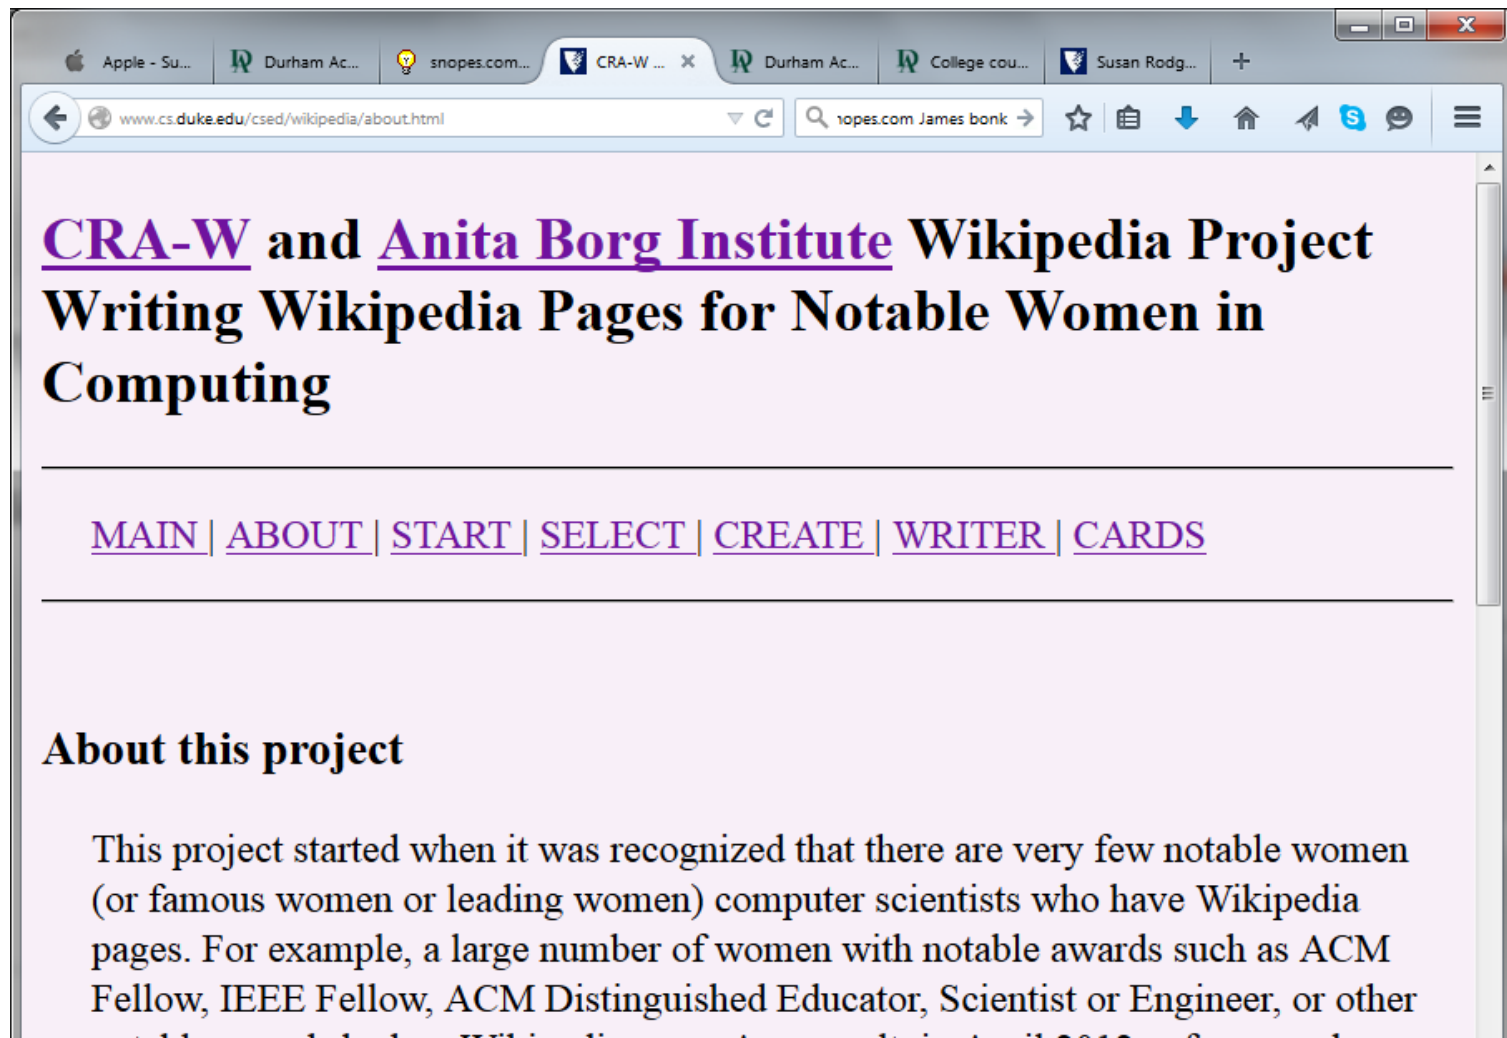 Apple - Su...
Durham Ac...
snopes.com...
CRA-W ...
Durham Ac...
College cou...
Susan Rodg...
www.cs.duke.edu/csed/wikipedia/about.html
nopes.com James bonk
CRA-W and Anita Borg Institute Wikipedia Project
Writing Wikipedia Pages for Notable Women in
Computing
MAIN | ABOUT | START | SELECT | CREATE | WRITER | CARDS
About this project
This project started when it was recognized that there are very few notable women
(or famous women or leading women) computer scientists who have Wikipedia
pages. For example, a large number of women with notable awards such as ACM
Fellow, IEEE Fellow, ACM Distinguished Educator, Scientist or Engineer, or other